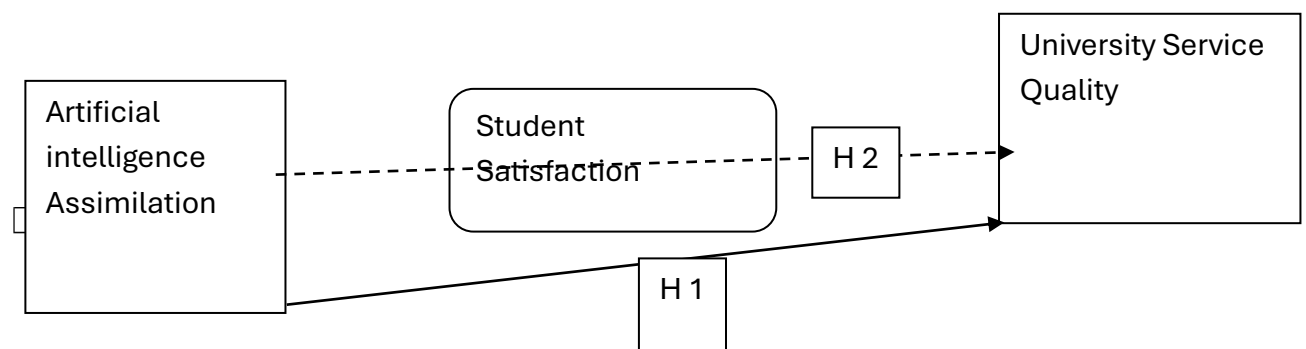 Artificial
intelligence
Assimilation
Student
Satisfaction
H 2
University Service
Quality
H 1